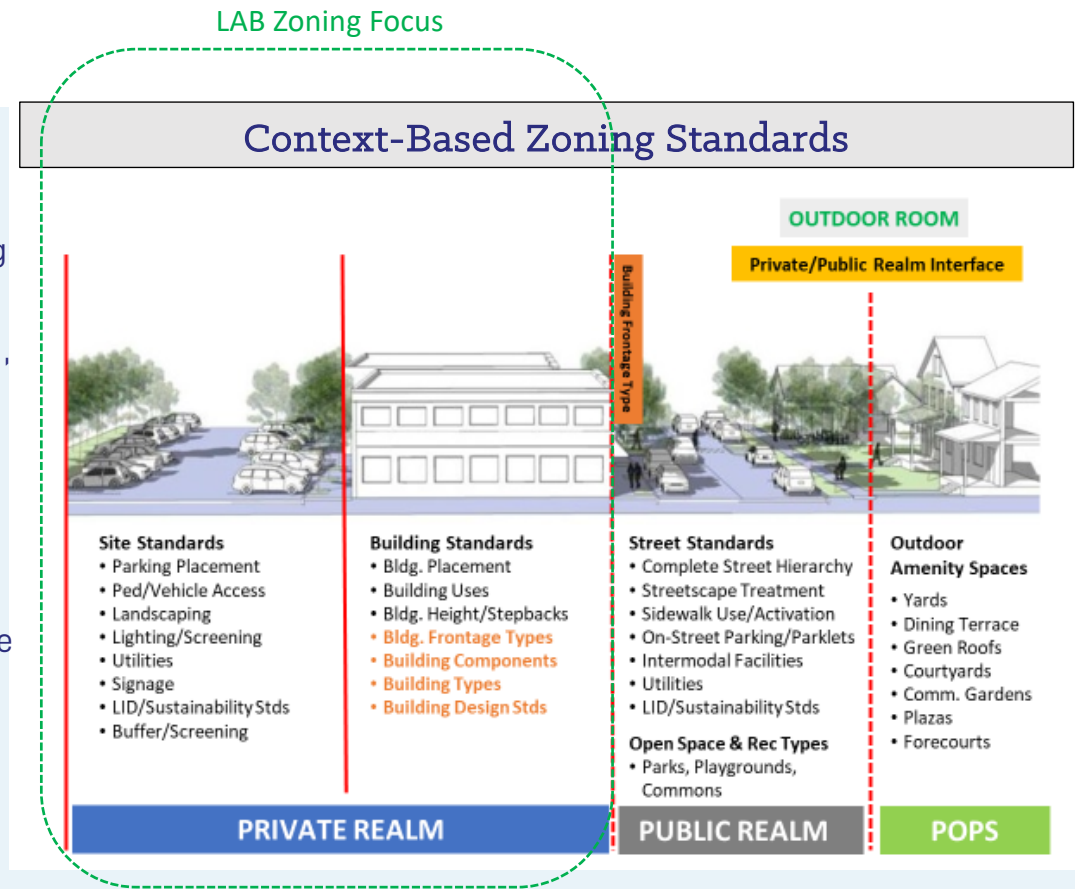 LAB Zoning Focus
Context-Based Zoning Standards
OUTDOOR ROOM
Private/Public Realm Interface
Building Frontage Type
g
,
e
Site Standards
• Parking Placement
• Ped/Vehicle Access
• Landscaping
• Lighting/Screening
• Utilities
• Signage
• LID/Sustainability Stds
• Buffer/Screening
Building Standards
• Bldg. Placement
• Building Uses
• Bldg. Height/Stepbacks
• Bldg. Frontage Types
• Building Components
• Building Types
• Building Design Stds
Street Standards
• Complete Street Hierarchy
• Streetscape Treatment
• Sidewalk Use/Activation
• On-Street Parking/Parklets
• Intermodal Facilities
• Utilities
• LID/Sustainability Stds
Open Space & Rec Types
• Parks, Playgrounds,
Commons
Outdoor
Amenity Spaces
• Yards
• Dining Terrace
• Green Roofs
• Courtyards
• Comm. Gardens
• Plazas
• Forecourts
PRIVATE REALM
PUBLIC REALM
POPS